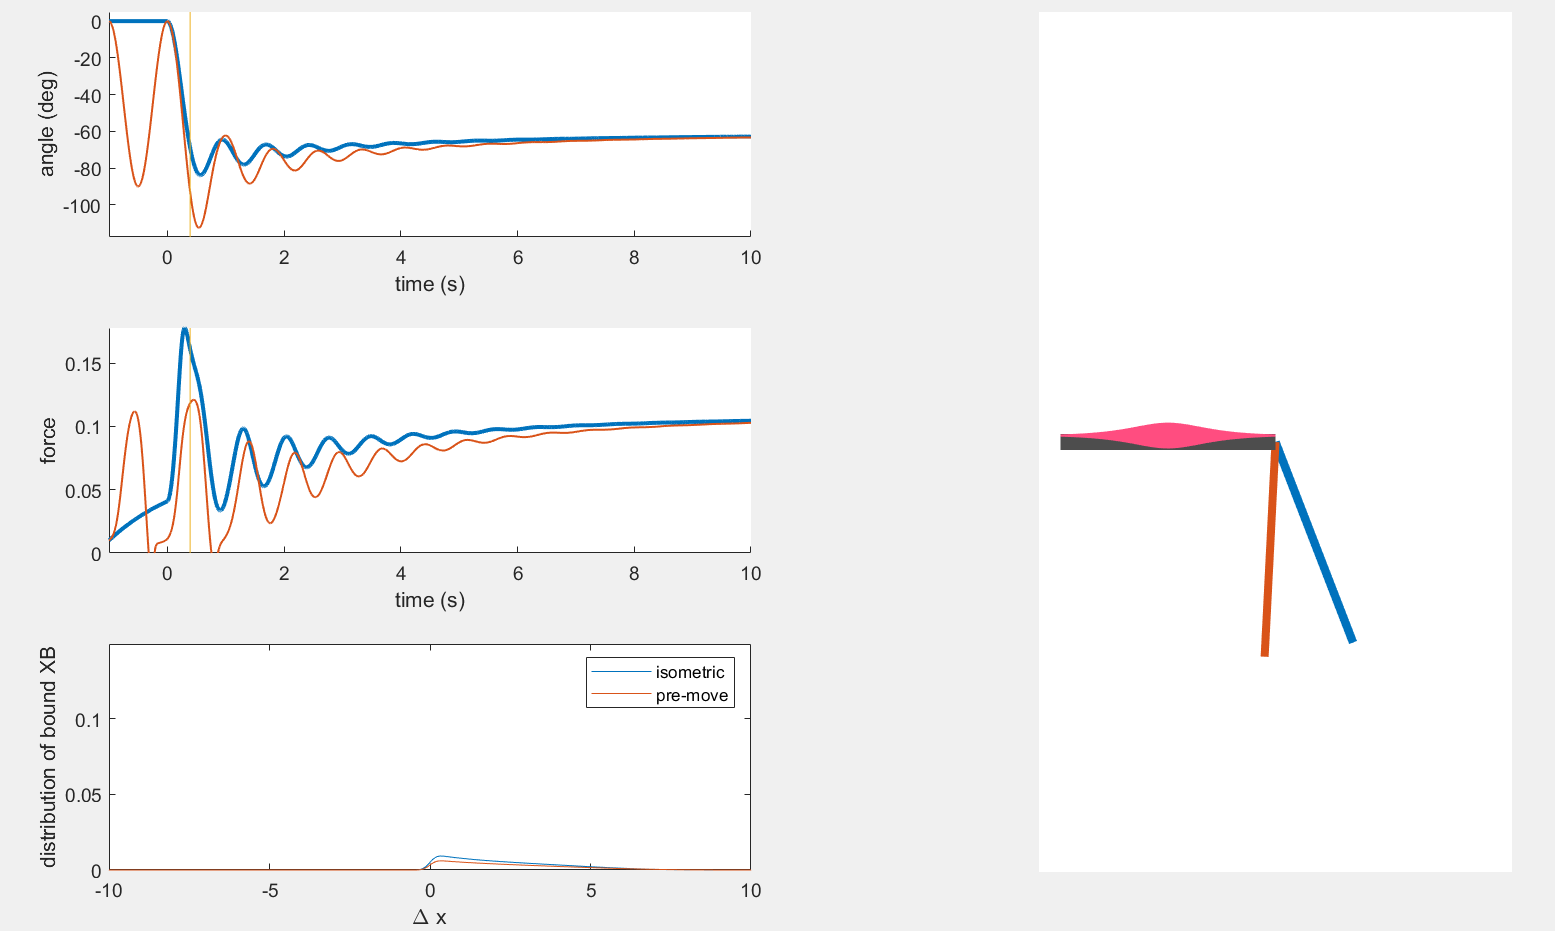 0
-20
-40
-60
-80
-100
angle (deg)
0 2 4 6 8 10
time (s)
0.15
0.1
0.05
0
force
0 2 4 6 8 10
time (s)
isometric
pre-move
0.1
0.05
0
distribution of bound XB
-10 -5 0 5 10
Δ x